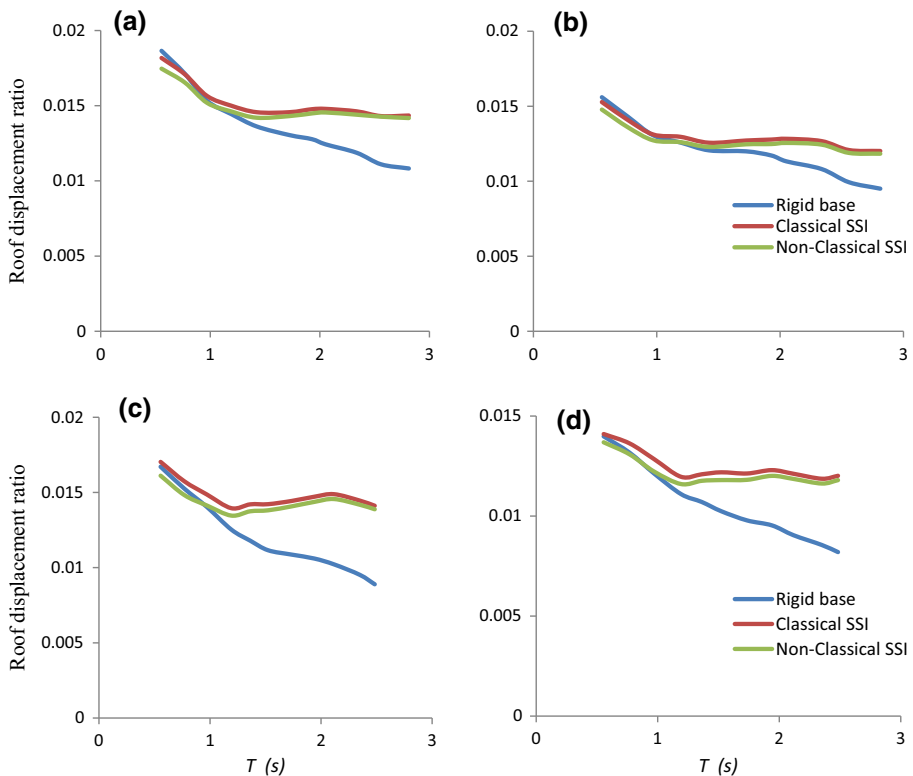 (a)
Roof displacement ratio
0.02
0.015
0.01
0.005
0
0 1 2 3
(b)
0.02
0.015
0.01
0.005
0
0 1 2 3
Rigid base
Classical SSI
Non-Classical SSI
(c)
Roof displacement ratio
0.02
0.015
0.01
0.005
0
0 1 2 3
T (s)
(d)
0.015
0.01
0.005
0
0 1 2 3
T (s)
Rigid base
Classical SSI
Non-Classical SSI